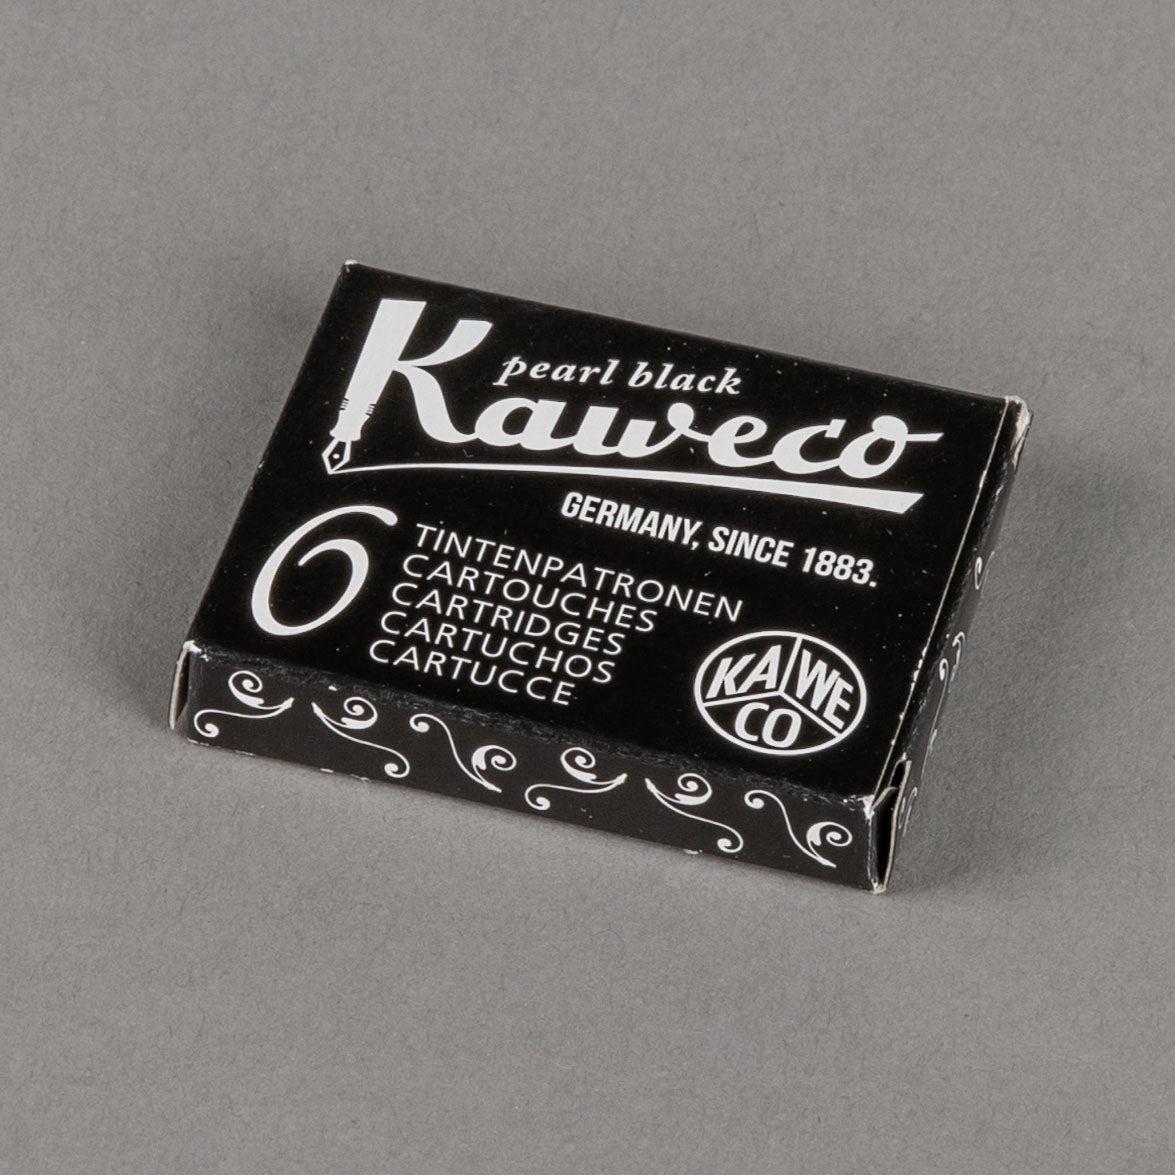 pearl black
Kaweco
GERMANY, SINCE 1883.
6
TINTENPATRONEN
CARTOUCHES
CARTRIDGES
CARTUCHOS
CARTUCCE
KA WE
CO